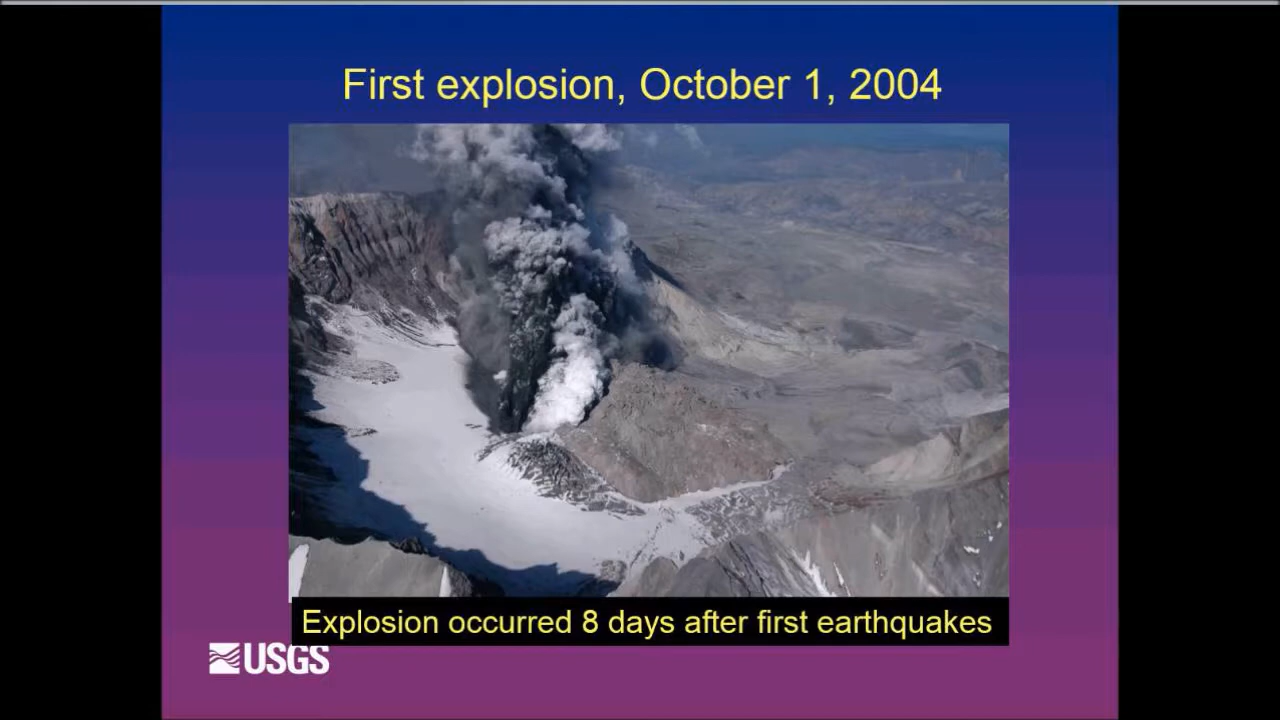 First explosion, October 1, 2004
Explosion occurred 8 days after first earthquakes
USGS